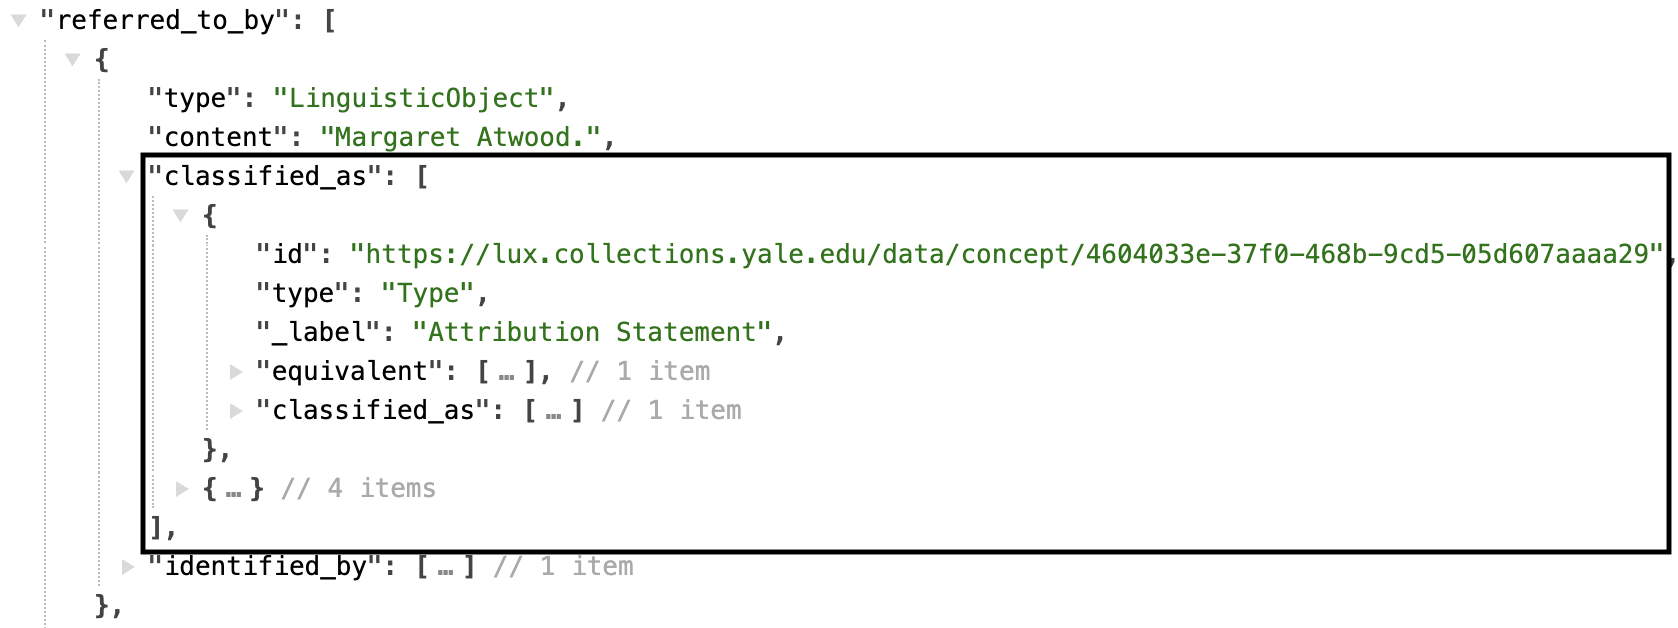 "referred_to_by": [
{
"type": "LinguisticObject",
"content": "Margaret Atwood.",
"classified_as": [
{
"id": "https://lux.collections.yale.edu/data/concept/4604033e-37f0-468b-9cd5-05d607aaaa29",
"type": "Type",
"_label": "Attribution Statement",
"equivalent": [ … ], // 1 item
"classified_as": [ … ] // 1 item
},
{ … } // 4 items
],
"identified_by": [ … ] // 1 item
},